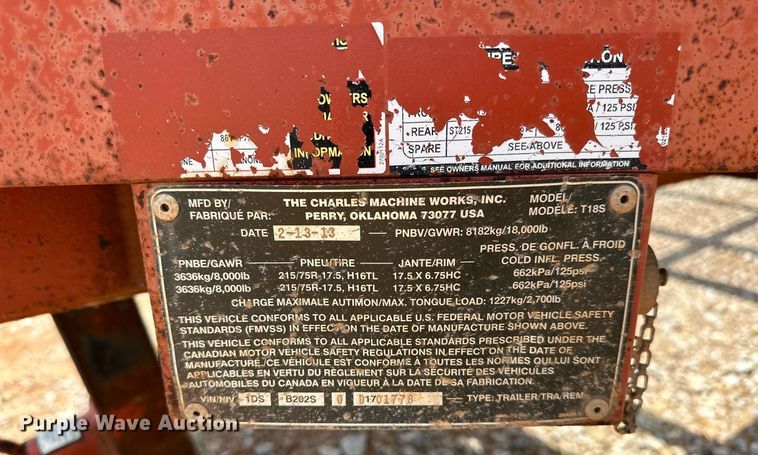 TION
E PRESS
A / 125 PSI
REAR ST215 A/ 125 PSI
SPARE SEE ABOVE
SEE OWNERS MANUAL FOR ADDITIONAL INFORMATION
MFD BY/ THE CHARLES MACHINE WORKS, INC. MODEL/
FABRIQUÉ PAR: PERRY, OKLAHOMA 73077 USA MODÈLE: T18S
DATE 2-13-13 PNBV/GVWR: 8182kg/18,000lb
PRESS. DE GONFL. À FROID
PNBE/GAWR PNEU/TIRE JANTE/RIM COLD INFL. PRESS.
3636kg/8,000lb 215/75R-17.5, H16TL 17.5 X 6.75HC 662kPa/125psi
3636kg/8,000lb 215/75R-17.5, H16TL 17.5 X 6.75HC 662kPa/125psi
CHARGE MAXIMALE AUTIMON/MAX. TONGUE LOAD: 1227kg/2,700lb
THIS VEHICLE CONFORMS TO ALL APPLICABLE U.S. FEDERAL MOTOR VEHICLE SAFETY
STANDARDS (FMVSS) IN EFFECT ON THE DATE OF MANUFACTURE SHOWN ABOVE.
THIS VEHICLE CONFORMS TO ALL APPLICABLE STANDARDS PRESCRIBED UNDER THE
CANADIAN MOTOR VEHICLE SAFETY REGULATIONS IN EFFECT ON THE DATE OF
MANUFACTURE./CE VÉHICULE EST CONFORME À TOUTES LES NORMES QUI LUI SONT
APPLICABLES EN VERTU DU RÈGLEMENT SUR LA SÉCURITÉ DES VÉHICULES
AUTOMOBILES DU CANADA EN VIGUEUR À LA DATE DE SA FABRICATION.
VIN/NIV 1DS B202S 0 D 1701778 TYPE: TRAILER/TRA/REM
Purple Wave Auction